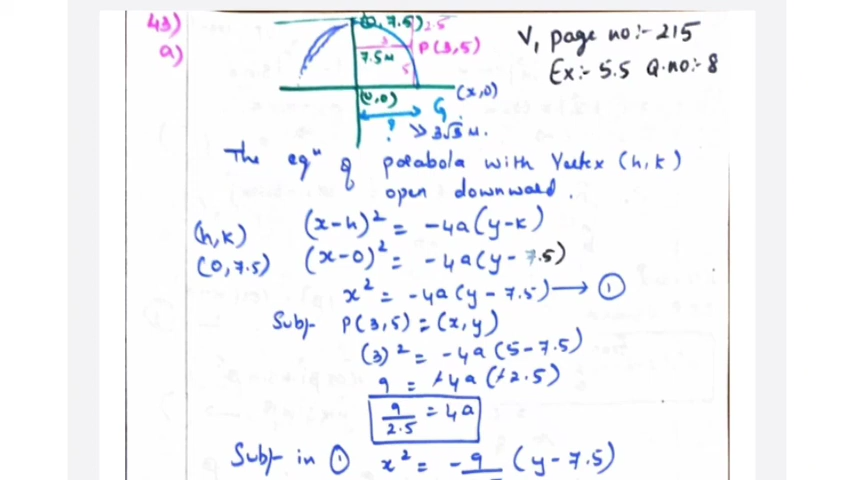 43)
a)
(0, 7.5) 2.5
3 P(3,5)
7.5M
5
(0,0) (x,0)
?
3√3 M.
V, page no:- 215
Ex:- 5.5 Q.no:- 8
The eqn of parabola with Vertex (h, k)
open downward.
(h,k) (x-h)² = -4a(y-k)
(0,7.5) (x-0)² = -4a(y-7.5)
x² = -4a(y-7.5) → ①
Sub/- P(3,5) = (x,y)
(3)² = -4a(5-7.5)
9 = -4a(-2.5)
9/2.5 = 4a
Sub/- in ① x² = -9 (y-7.5)